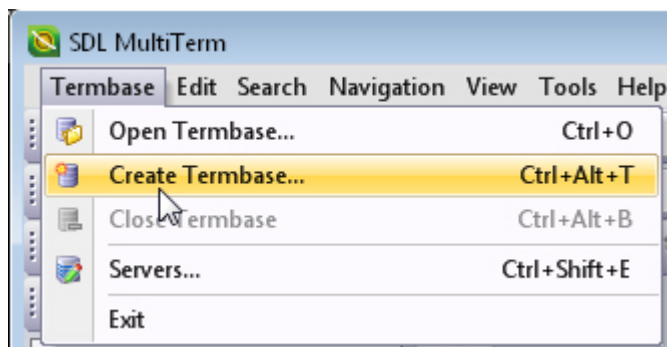 SDL MultiTerm
Termbase Edit Search Navigation View Tools Help
Open Termbase... Ctrl+O
Create Termbase... Ctrl+Alt+T
Close Termbase Ctrl+Alt+B
Servers... Ctrl+Shift+E
Exit